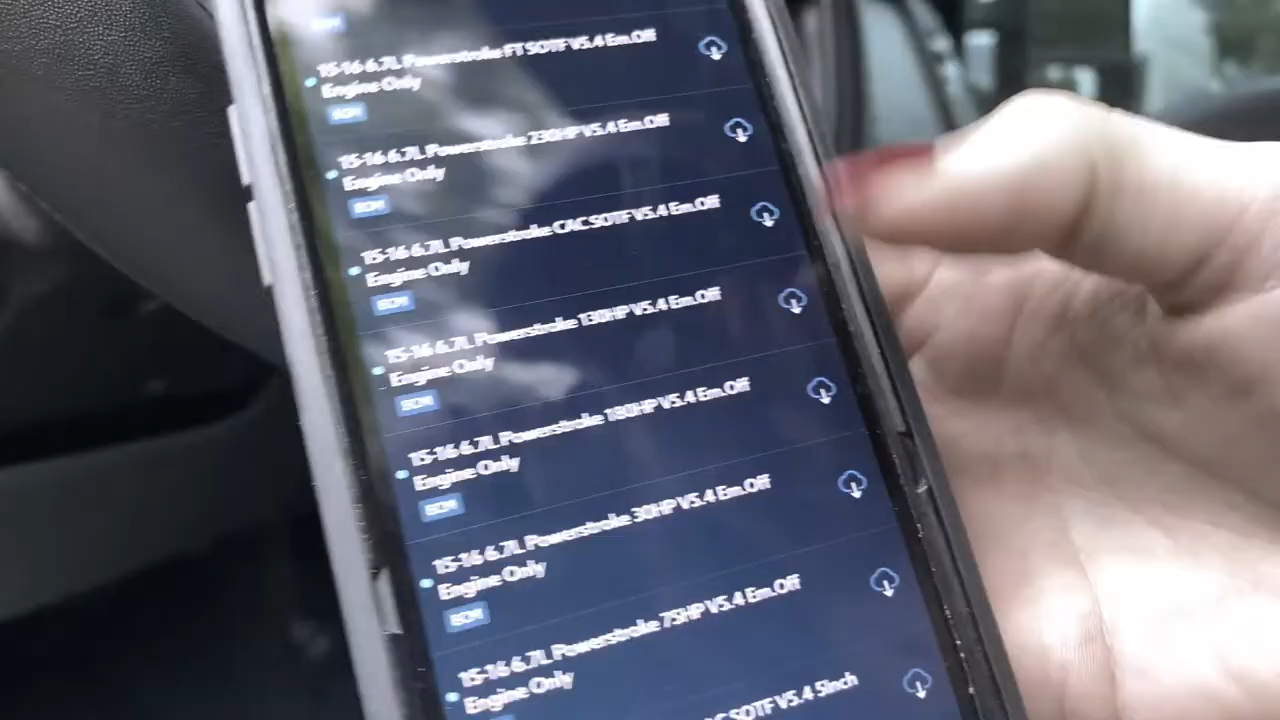 ECM
15-16 6.7L Powerstroke FT SOTF V5.4 Em.Off
Engine Only
ECM
15-16 6.7L Powerstroke 230HP V5.4 Em.Off
Engine Only
ECM
15-16 6.7L Powerstroke CAC SOTF V5.4 Em.Off
Engine Only
ECM
15-16 6.7L Powerstroke 130HP V5.4 Em.Off
Engine Only
ECM
15-16 6.7L Powerstroke 180HP V5.4 Em.Off
Engine Only
ECM
15-16 6.7L Powerstroke 30HP V5.4 Em.Off
Engine Only
ECM
15-16 6.7L Powerstroke 75HP V5.4 Em.Off
Engine Only
SOTF V5.4 5Inch